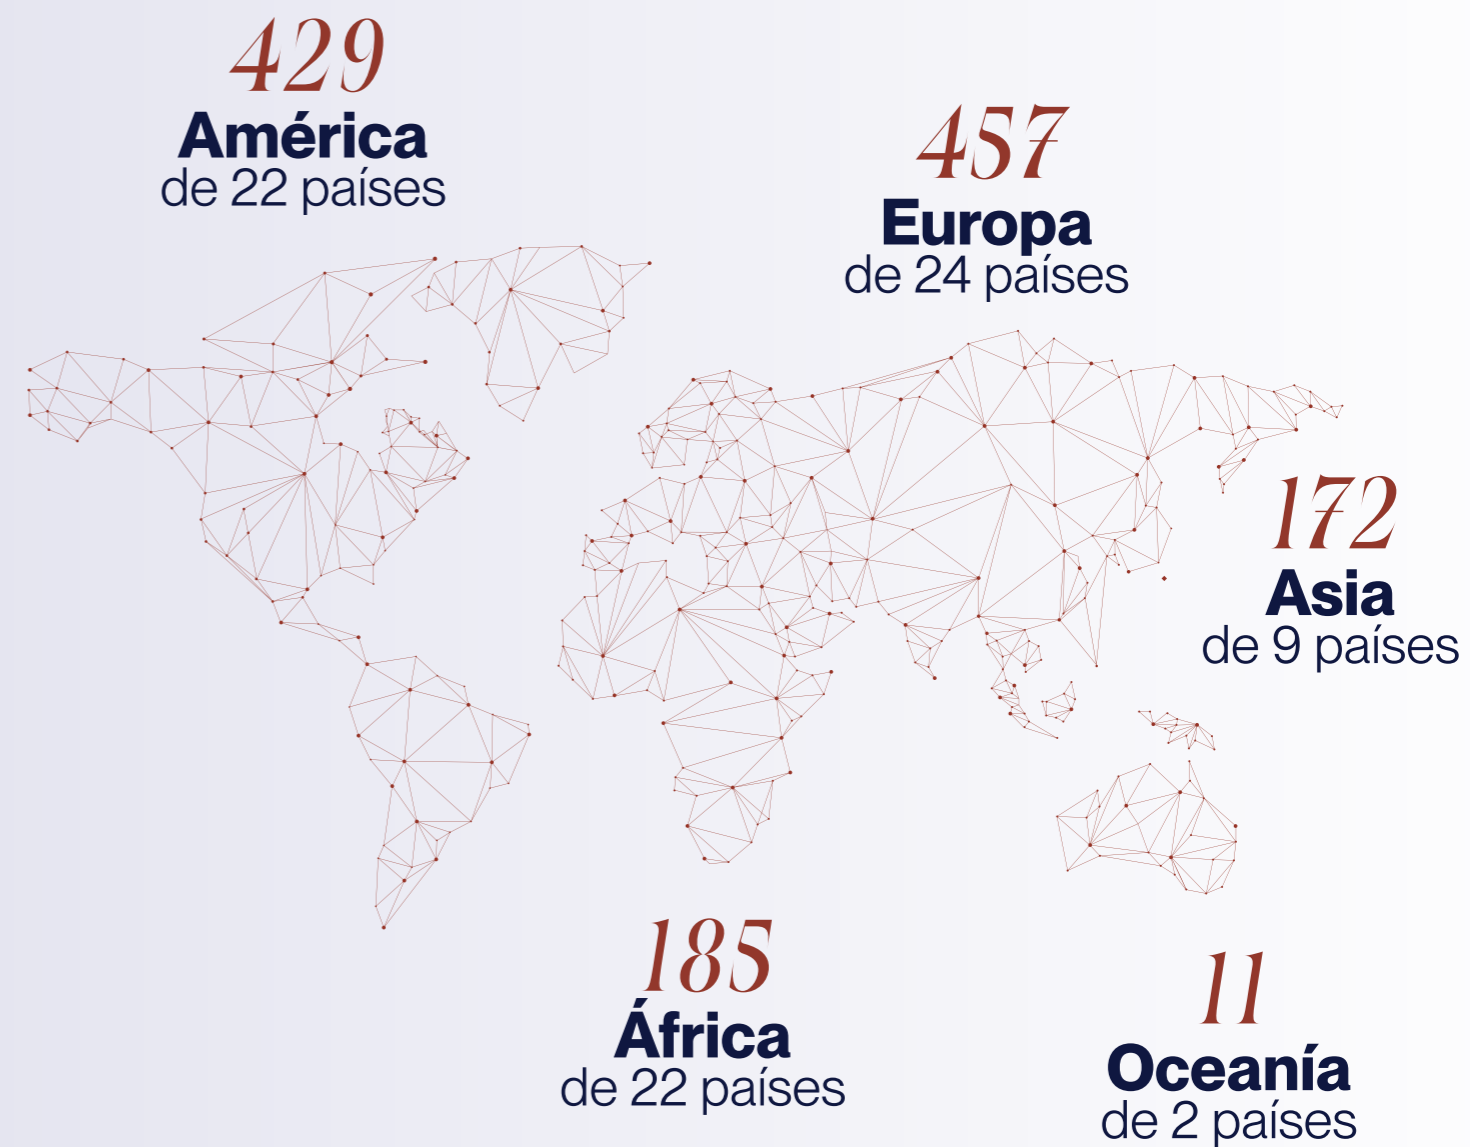 429
América
de 22 países
457
Europa
de 24 países
172
Asia
de 9 países
185
África
de 22 países
11
Oceanía
de 2 países